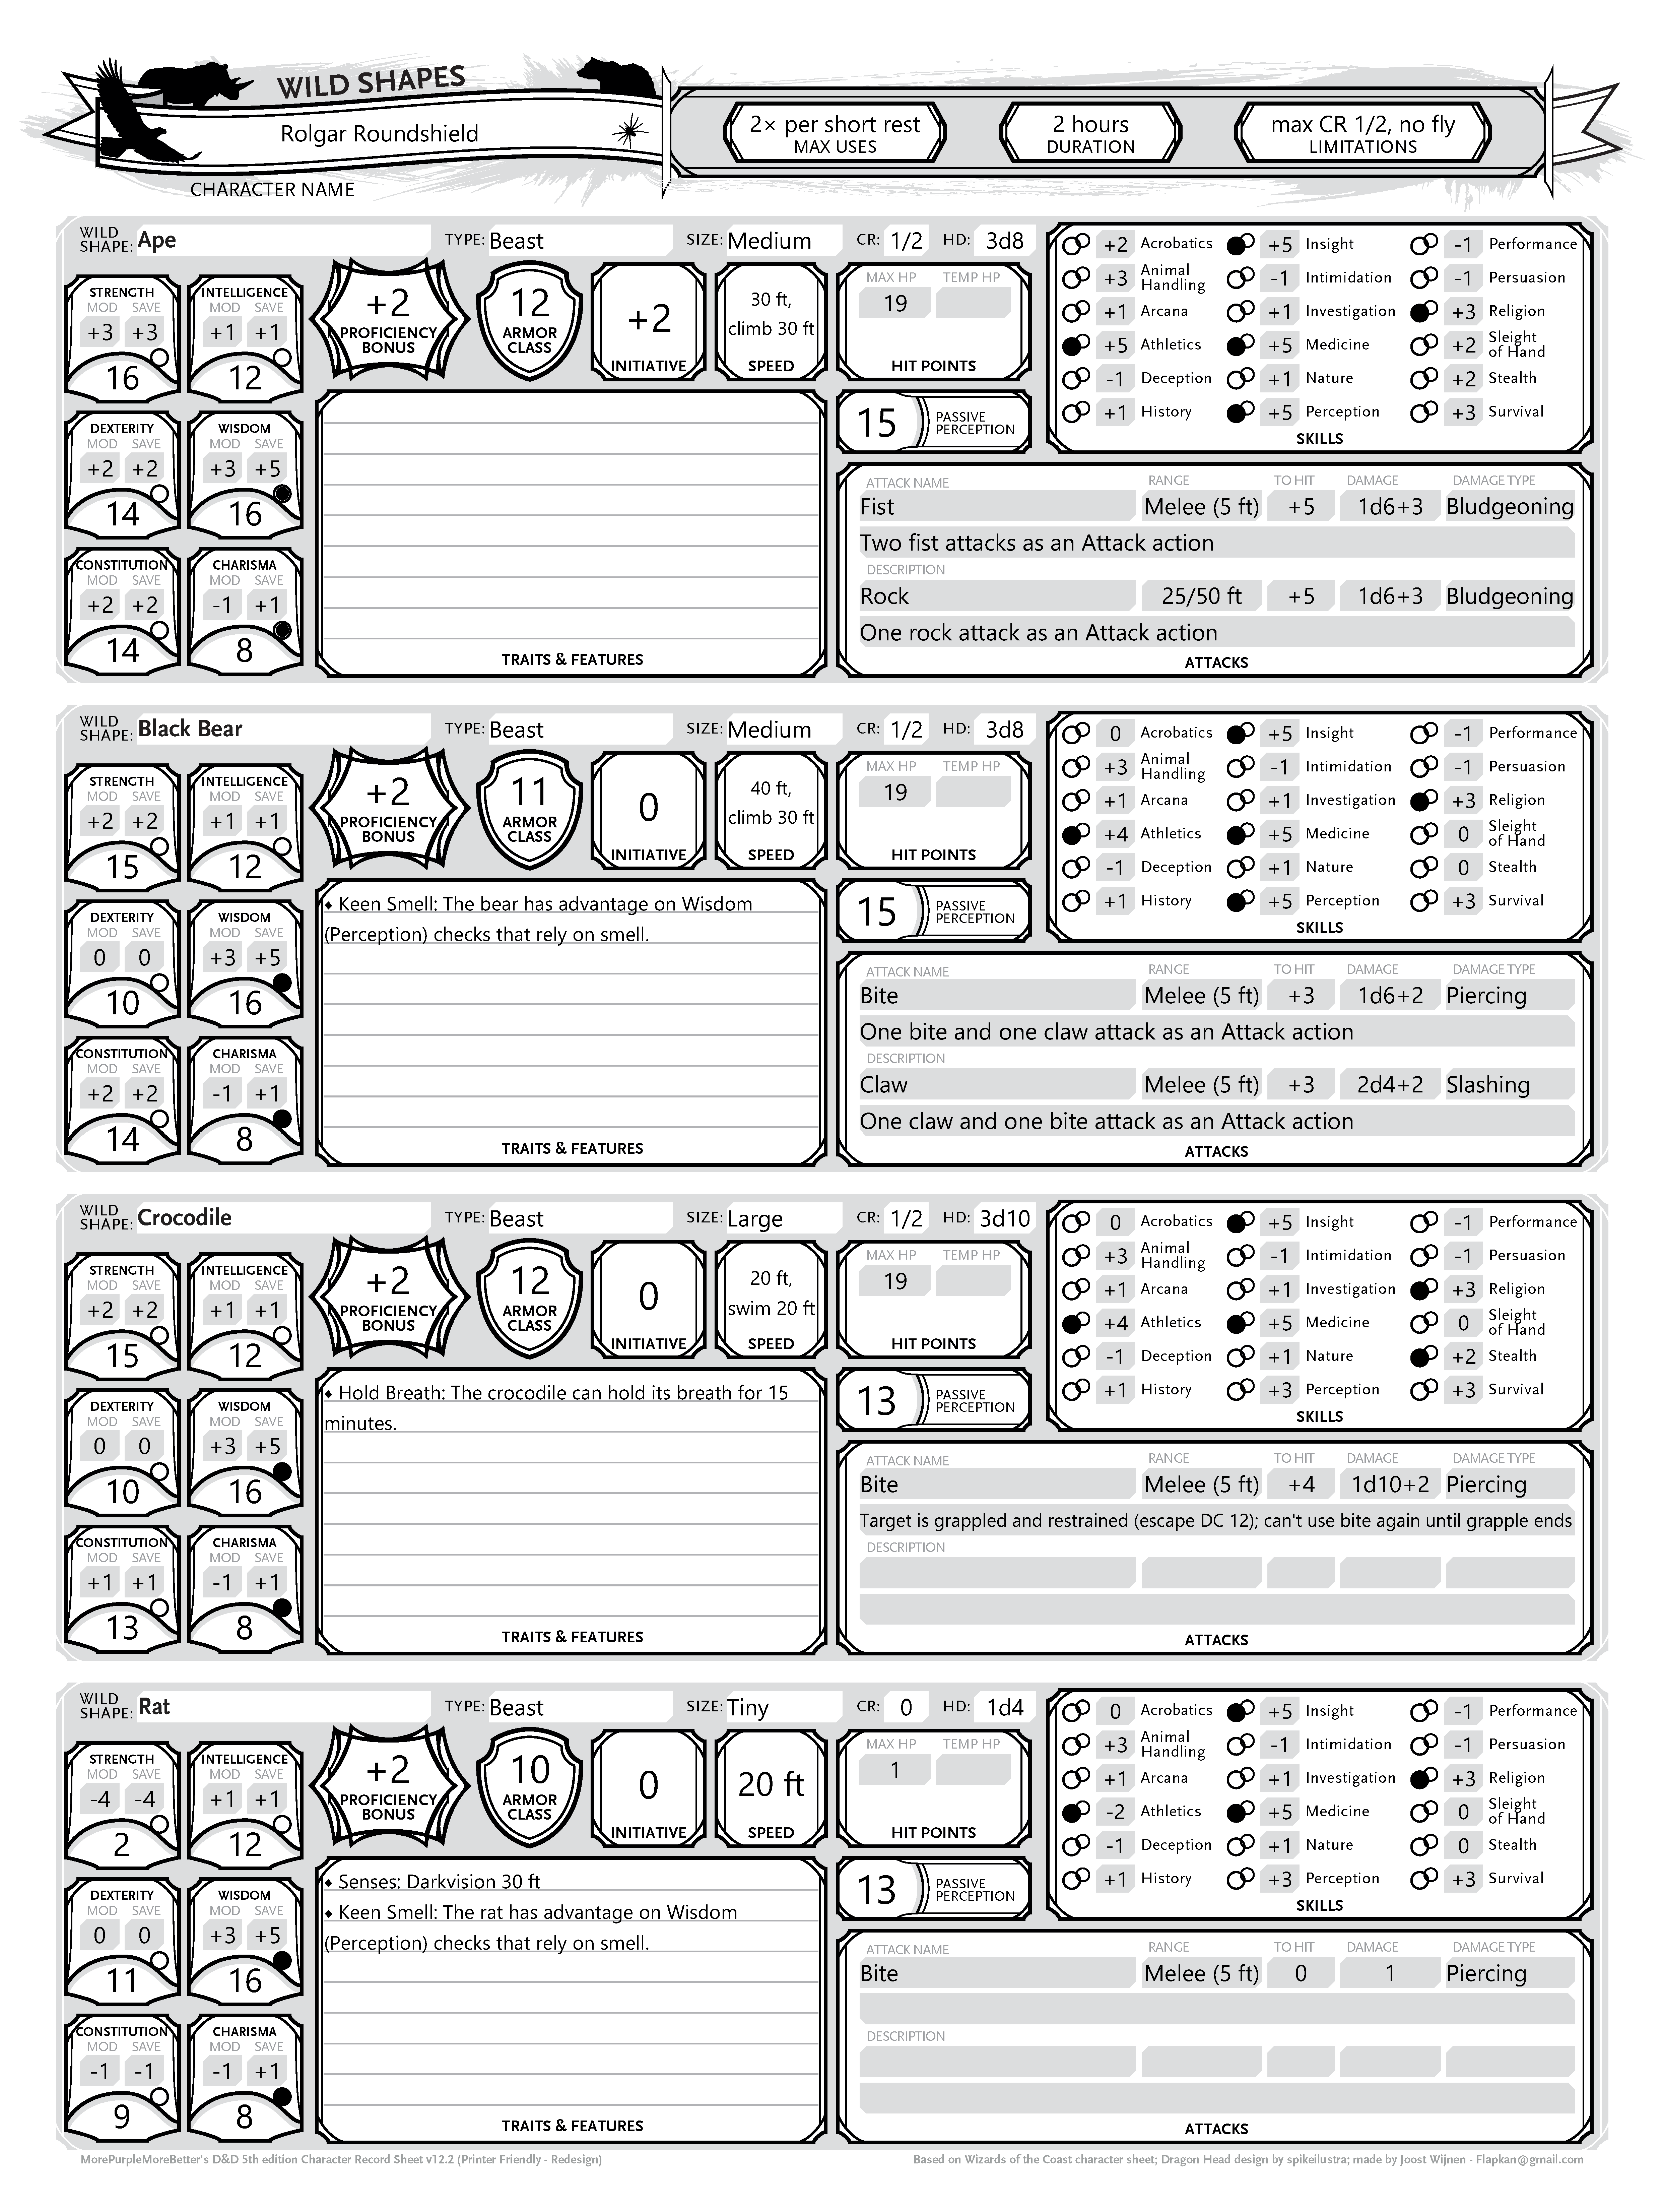 WILD SHAPES
Rolgar Roundshield
CHARACTER NAME
2× per short rest
MAX USES
2 hours
DURATION
max CR 1/2, no fly
LIMITATIONS
WILD SHAPE: Ape TYPE: Beast SIZE: Medium CR: 1/2 HD: 3d8
STRENGTH
MOD SAVE
+3 +3
16
INTELLIGENCE
MOD SAVE
+1 +1
12
DEXTERITY
MOD SAVE
+2 +2
14
WISDOM
MOD SAVE
+3 +5
16
CONSTITUTION
MOD SAVE
+2 +2
14
CHARISMA
MOD SAVE
-1 +1
8
+2
PROFICIENCY
BONUS
12
ARMOR
CLASS
+2
INITIATIVE
30 ft,
climb 30 ft
SPEED
MAX HP TEMP HP
19
HIT POINTS
15 PASSIVE PERCEPTION
TRAITS & FEATURES
+2 Acrobatics +5 Insight -1 Performance
+3 Animal Handling -1 Intimidation -1 Persuasion
+1 Arcana +1 Investigation +3 Religion
+5 Athletics +5 Medicine +2 Sleight of Hand
-1 Deception +1 Nature +2 Stealth
+1 History +5 Perception +3 Survival
SKILLS
ATTACK NAME RANGE TO HIT DAMAGE DAMAGE TYPE
Fist Melee (5 ft) +5 1d6+3 Bludgeoning
Two fist attacks as an Attack action
DESCRIPTION
Rock 25/50 ft +5 1d6+3 Bludgeoning
One rock attack as an Attack action
ATTACKS
WILD SHAPE: Black Bear TYPE: Beast SIZE: Medium CR: 1/2 HD: 3d8
STRENGTH
MOD SAVE
+2 +2
15
INTELLIGENCE
MOD SAVE
+1 +1
12
DEXTERITY
MOD SAVE
0 0
10
WISDOM
MOD SAVE
+3 +5
16
CONSTITUTION
MOD SAVE
+2 +2
14
CHARISMA
MOD SAVE
-1 +1
8
+2
PROFICIENCY
BONUS
11
ARMOR
CLASS
0
INITIATIVE
40 ft,
climb 30 ft
SPEED
MAX HP TEMP HP
19
HIT POINTS
15 PASSIVE PERCEPTION
♦ Keen Smell: The bear has advantage on Wisdom
(Perception) checks that rely on smell.
TRAITS & FEATURES
0 Acrobatics +5 Insight -1 Performance
+3 Animal Handling -1 Intimidation -1 Persuasion
+1 Arcana +1 Investigation +3 Religion
+4 Athletics +5 Medicine 0 Sleight of Hand
-1 Deception +1 Nature 0 Stealth
+1 History +5 Perception +3 Survival
SKILLS
ATTACK NAME RANGE TO HIT DAMAGE DAMAGE TYPE
Bite Melee (5 ft) +3 1d6+2 Piercing
One bite and one claw attack as an Attack action
DESCRIPTION
Claw Melee (5 ft) +3 2d4+2 Slashing
One claw and one bite attack as an Attack action
ATTACKS
WILD SHAPE: Crocodile TYPE: Beast SIZE: Large CR: 1/2 HD: 3d10
STRENGTH
MOD SAVE
+2 +2
15
INTELLIGENCE
MOD SAVE
+1 +1
12
DEXTERITY
MOD SAVE
0 0
10
WISDOM
MOD SAVE
+3 +5
16
CONSTITUTION
MOD SAVE
+1 +1
13
CHARISMA
MOD SAVE
-1 +1
8
+2
PROFICIENCY
BONUS
12
ARMOR
CLASS
0
INITIATIVE
20 ft,
swim 20 ft
SPEED
MAX HP TEMP HP
19
HIT POINTS
13 PASSIVE PERCEPTION
♦ Hold Breath: The crocodile can hold its breath for 15
minutes.
TRAITS & FEATURES
0 Acrobatics +5 Insight -1 Performance
+3 Animal Handling -1 Intimidation -1 Persuasion
+1 Arcana +1 Investigation +3 Religion
+4 Athletics +5 Medicine 0 Sleight of Hand
-1 Deception +1 Nature +2 Stealth
+1 History +3 Perception +3 Survival
SKILLS
ATTACK NAME RANGE TO HIT DAMAGE DAMAGE TYPE
Bite Melee (5 ft) +4 1d10+2 Piercing
Target is grappled and restrained (escape DC 12); can't use bite again until grapple ends
DESCRIPTION
ATTACKS
WILD SHAPE: Rat TYPE: Beast SIZE: Tiny CR: 0 HD: 1d4
STRENGTH
MOD SAVE
-4 -4
2
INTELLIGENCE
MOD SAVE
+1 +1
12
DEXTERITY
MOD SAVE
0 0
11
WISDOM
MOD SAVE
+3 +5
16
CONSTITUTION
MOD SAVE
-1 -1
9
CHARISMA
MOD SAVE
-1 +1
8
+2
PROFICIENCY
BONUS
10
ARMOR
CLASS
0
INITIATIVE
20 ft
SPEED
MAX HP TEMP HP
1
HIT POINTS
13 PASSIVE PERCEPTION
♦ Senses: Darkvision 30 ft
♦ Keen Smell: The rat has advantage on Wisdom
(Perception) checks that rely on smell.
TRAITS & FEATURES
0 Acrobatics +5 Insight -1 Performance
+3 Animal Handling -1 Intimidation -1 Persuasion
+1 Arcana +1 Investigation +3 Religion
-2 Athletics +5 Medicine 0 Sleight of Hand
-1 Deception +1 Nature 0 Stealth
+1 History +3 Perception +3 Survival
SKILLS
ATTACK NAME RANGE TO HIT DAMAGE DAMAGE TYPE
Bite Melee (5 ft) 0 1 Piercing
DESCRIPTION
ATTACKS
MorePurpleMoreBetter's D&D 5th edition Character Record Sheet v12.2 (Printer Friendly - Redesign)
Based on Wizards of the Coast character sheet; Dragon Head design by spikeilustra; made by Joost Wijnen - Flapkan@gmail.com